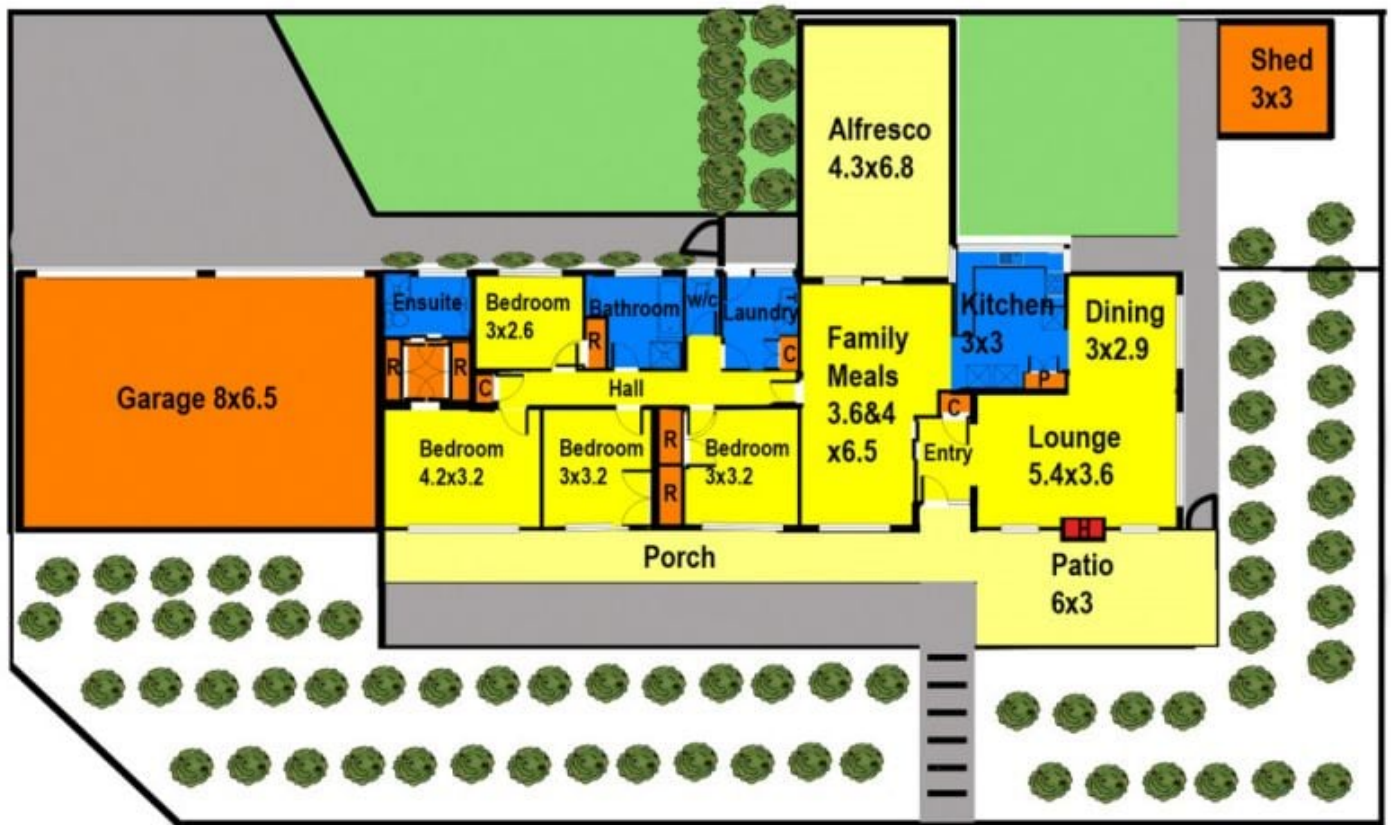 Shed
3x3
Alfresco
4.3x6.8
Ensuite
Bedroom
3x2.6
Bathroom
w/c
Laundry
Kitchen
3x3
Dining
3x2.9
Family
Meals
3.6&4
x6.5
R
R
R
C
C
P
C
Garage 8x6.5
Hall
Entry
Lounge
5.4x3.6
Bedroom
4.2x3.2
Bedroom
3x3.2
R
R
Bedroom
3x3.2
H
Porch
Patio
6x3